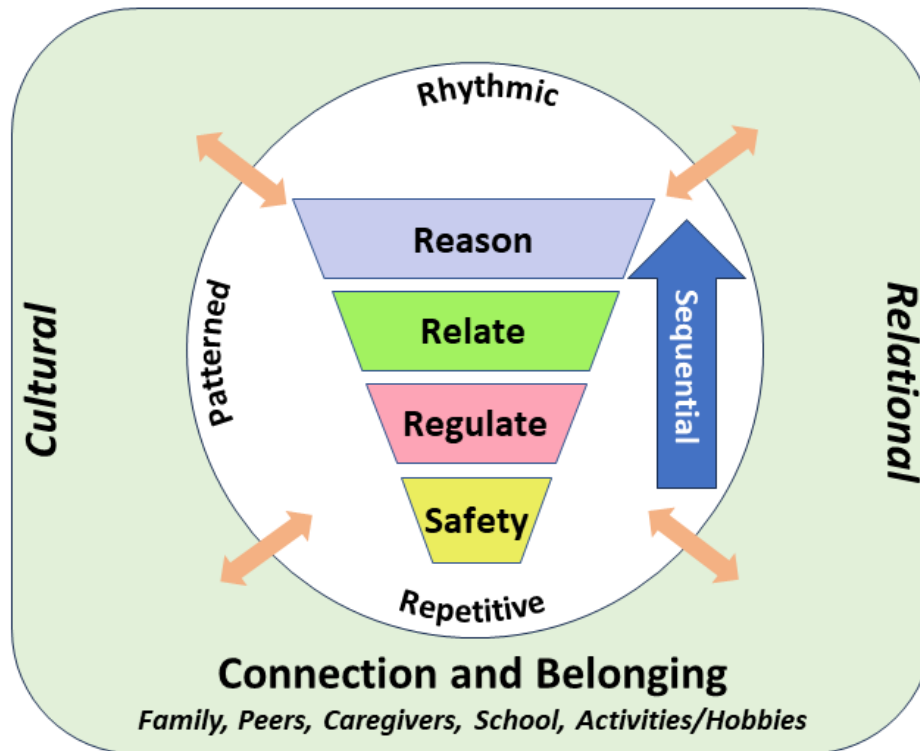 Rhythmic
Reason
Relate
Regulate
Safety
Sequential
Patterned
Repetitive
Cultural
Relational
Connection and Belonging
Family, Peers, Caregivers, School, Activities/Hobbies